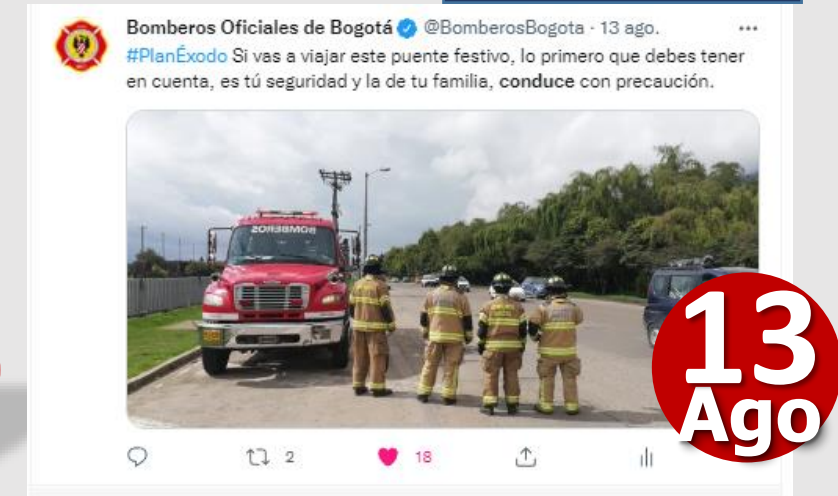 Bomberos Oficiales de Bogotá @BomberosBogota · 13 ago.
#PlanÉxodo Si vas a viajar este puente festivo, lo primero que debes tener
en cuenta, es tú seguridad y la de tu familia, conduce con precaución.
BOMBEROS
2
18
13
Ago